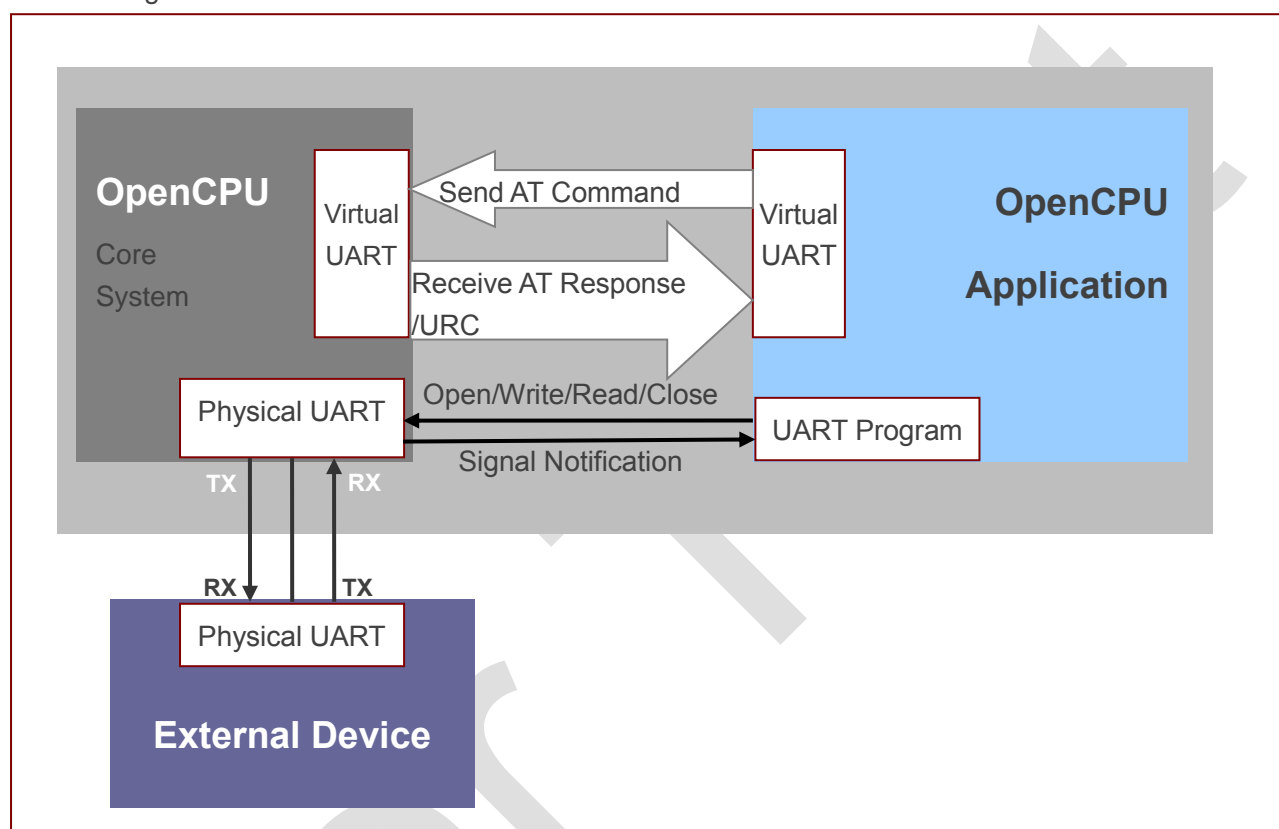 OpenCPU
Core
System
Virtual
UART
Send AT Command
Receive AT Response
/URC
Virtual
UART
OpenCPU
Application
Physical UART
Open/Write/Read/Close
Signal Notification
UART Program
TX
RX
RX
TX
Physical UART
External Device